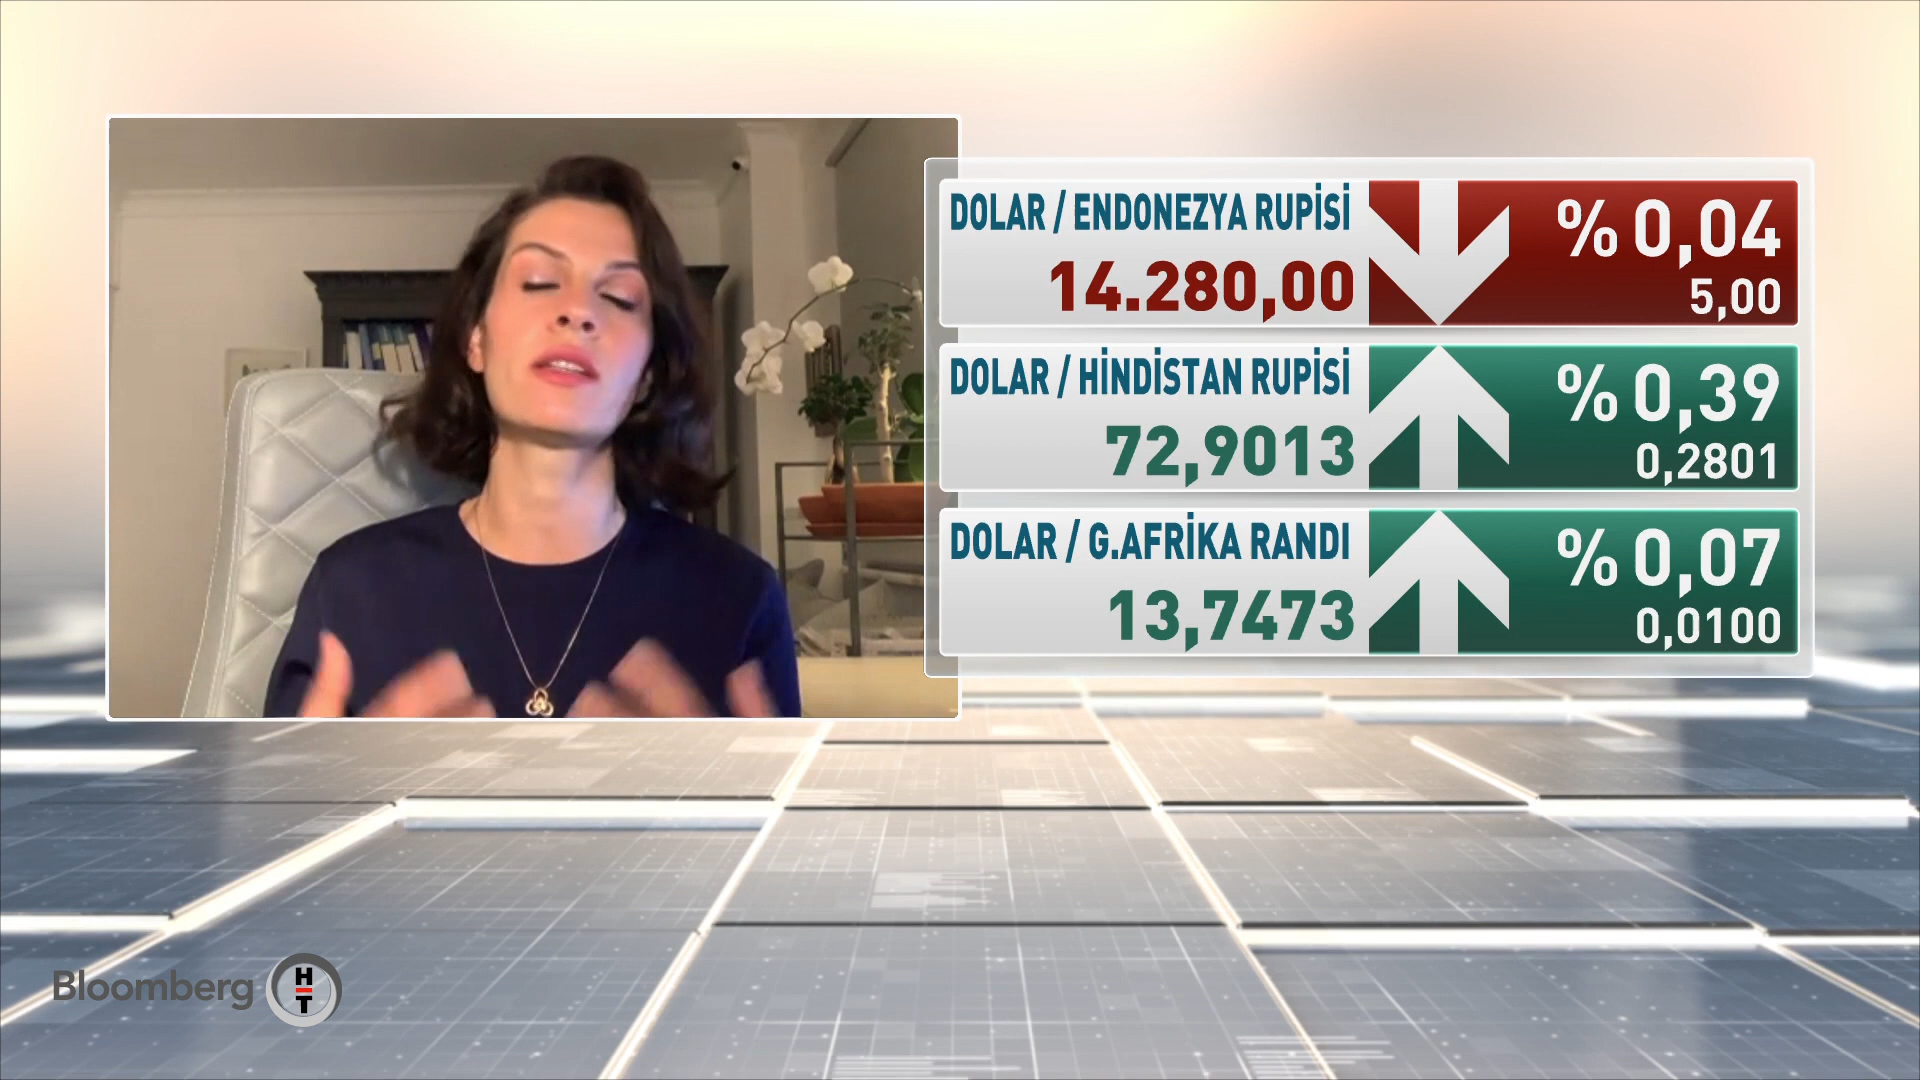 DOLAR / ENDONEZYA RUPİSİ
14.280,00
% 0,04
5,00
DOLAR / HİNDİSTAN RUPİSİ
72,9013
% 0,39
0,2801
DOLAR / G.AFRİKA RANDI
13,7473
% 0,07
0,0100
Bloomberg HT